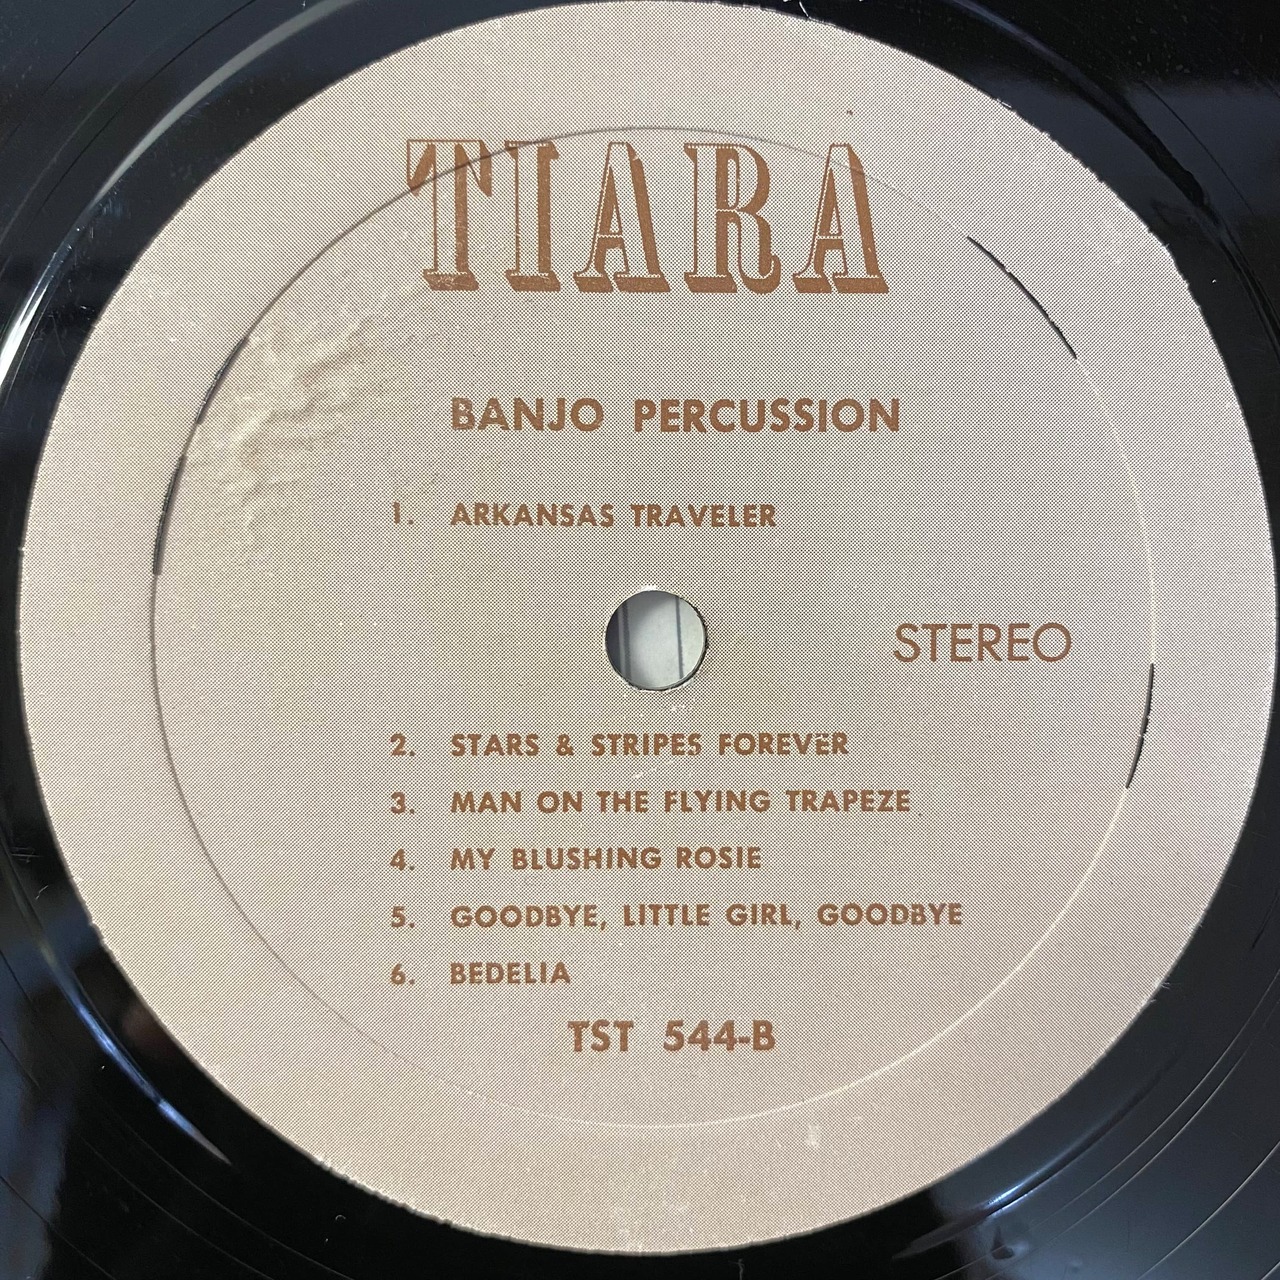 TIARA
BANJO PERCUSSION
1. ARKANSAS TRAVELER
STEREO
2. STARS & STRIPES FOREVER
3. MAN ON THE FLYING TRAPEZE
4. MY BLUSHING ROSIE
5. GOODBYE, LITTLE GIRL, GOODBYE
6. BEDELIA
TST 544-B